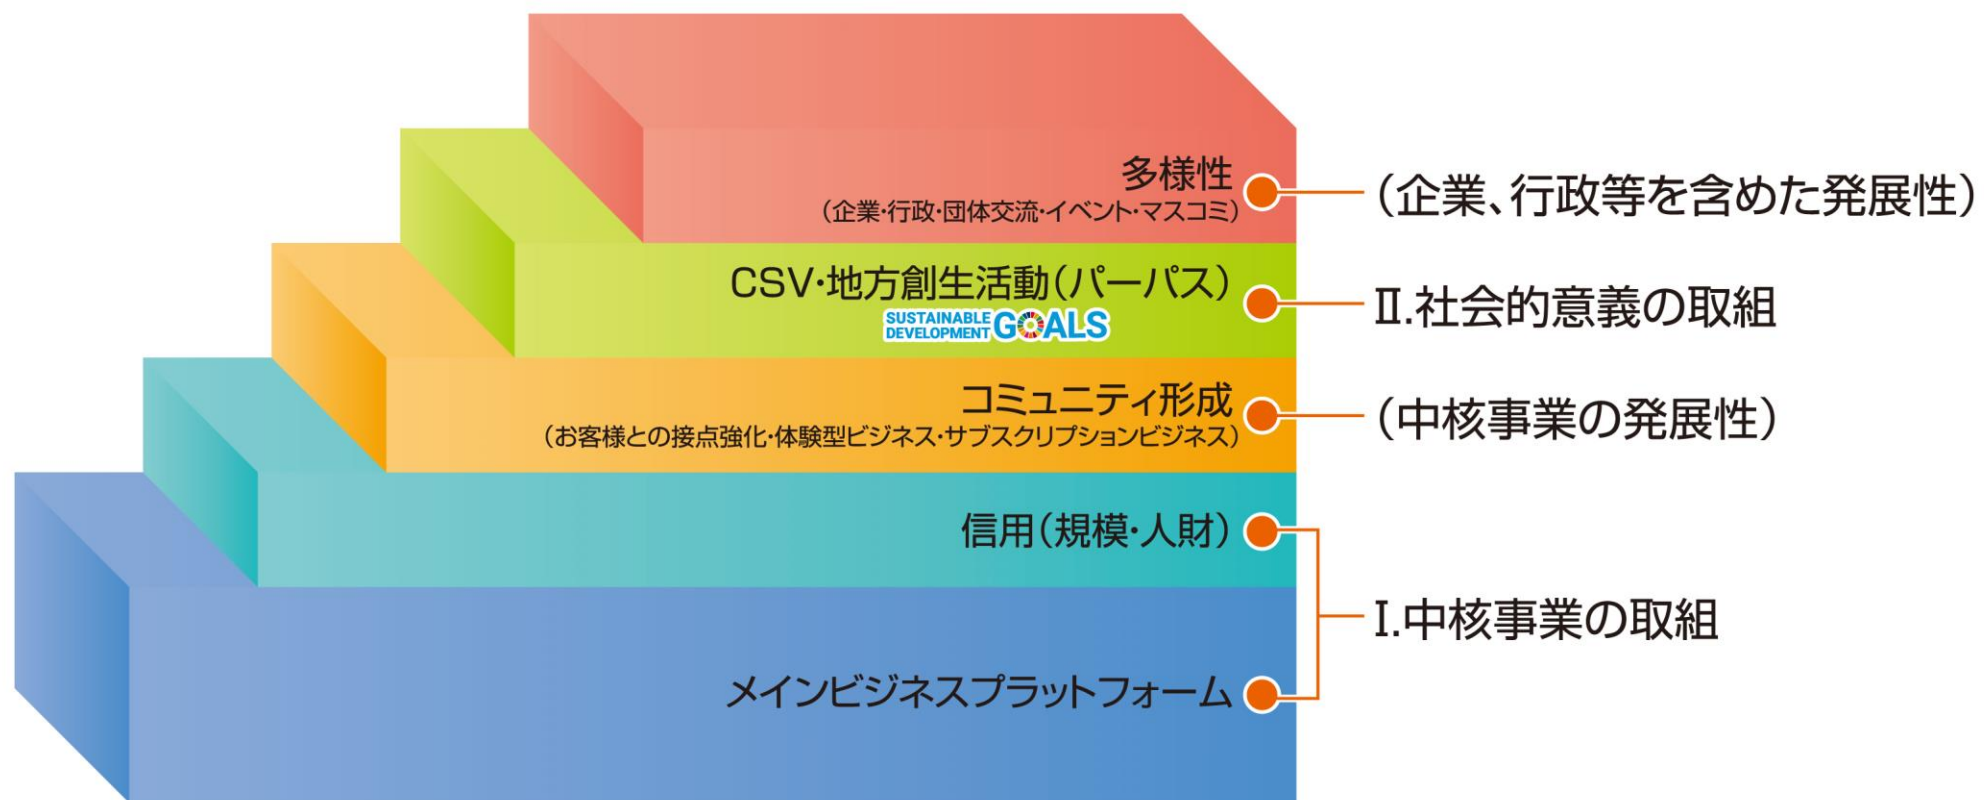 多様性
（企業・行政・団体交流・イベント・マスコミ）
（企業、行政等を含めた発展性）
CSV・地方創生活動（パーパス）
SUSTAINABLE
DEVELOPMENT GOALS
Ⅱ.社会的意義の取組
コミュニティ形成
（お客様との接点強化・体験型ビジネス・サブスクリプションビジネス）
（中核事業の発展性）
信用（規模・人財）
Ⅰ.中核事業の取組
メインビジネスプラットフォーム